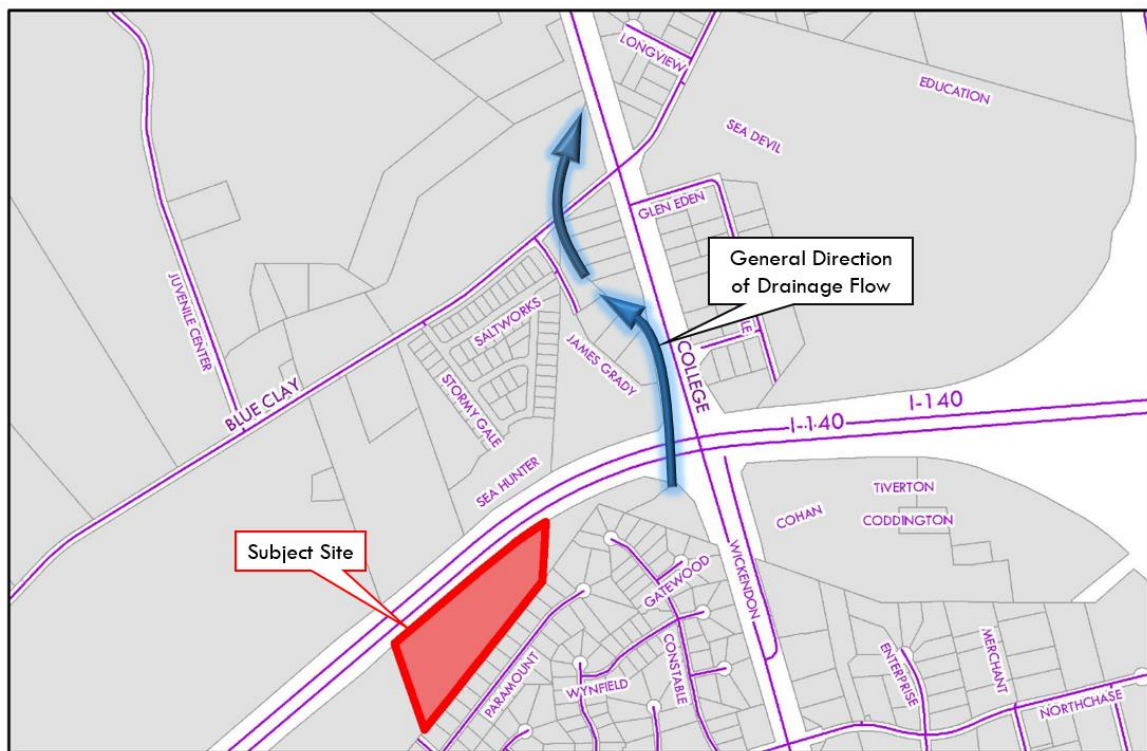 LONGVIEW
EDUCATION
SEA DEVIL
GLEN EDEN
General Direction
of Drainage Flow
JUVENILE CENTER
SALTWORKS
JAMES GRADY
COLLEGE
BLUE CLAY
STORMY GALE
I-140
I-140
SEA HUNTER
TIVERTON
COHAN
CODDINGTON
Subject Site
GATEWOOD
WICKENDON
PARAMOUNT
CONSTABLE
WYNFIELD
ENTERPRISE
MERCHANT
NORTHCHASE